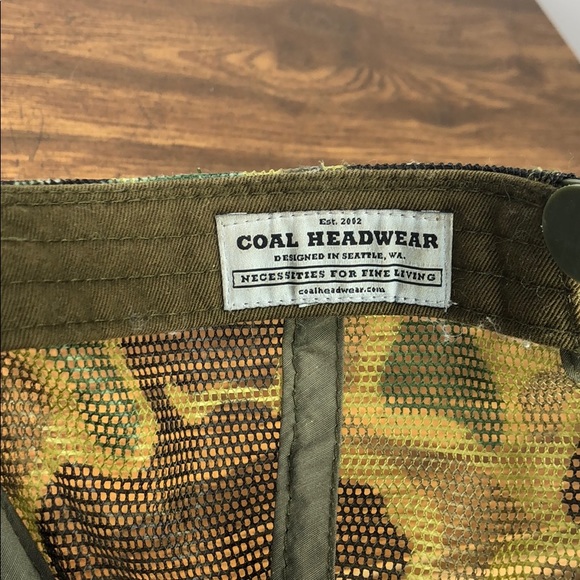 Est. 2002
COAL HEADWEAR
DESIGNED IN SEATTLE, WA.
NECESSITIES FOR FINE LIVING
coalheadwear.com